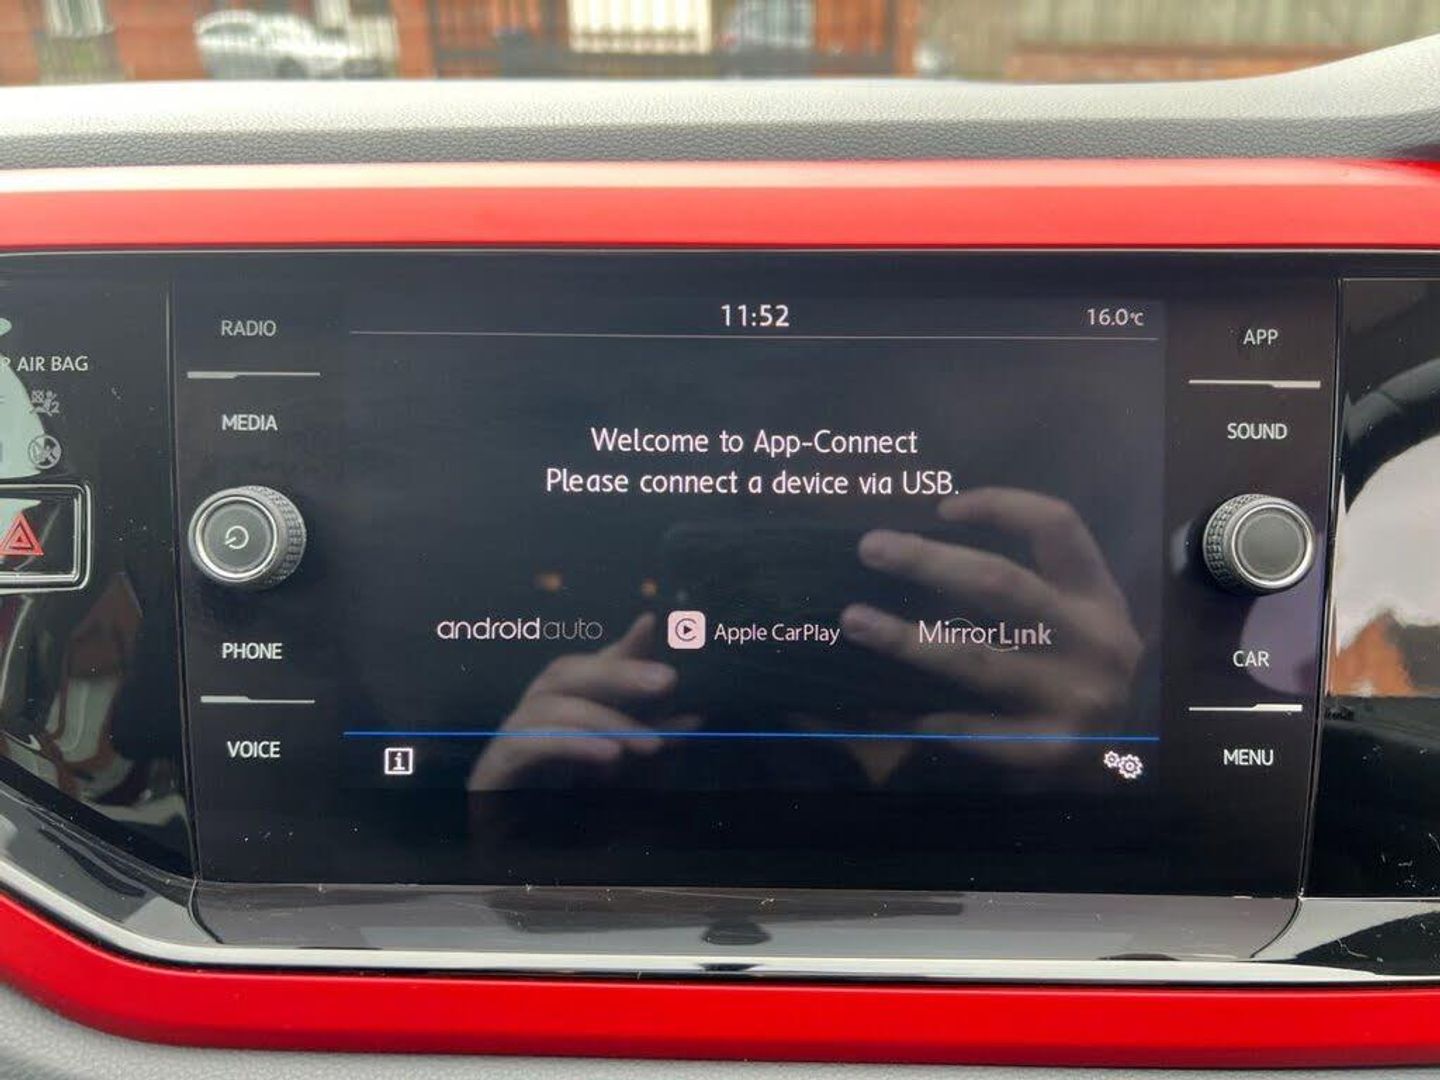 11:52
16.0°C
RADIO
MEDIA
PHONE
VOICE
AIR BAG
Welcome to App-Connect
Please connect a device via USB.
androidauto
Apple CarPlay
MirrorLink
APP
SOUND
CAR
MENU